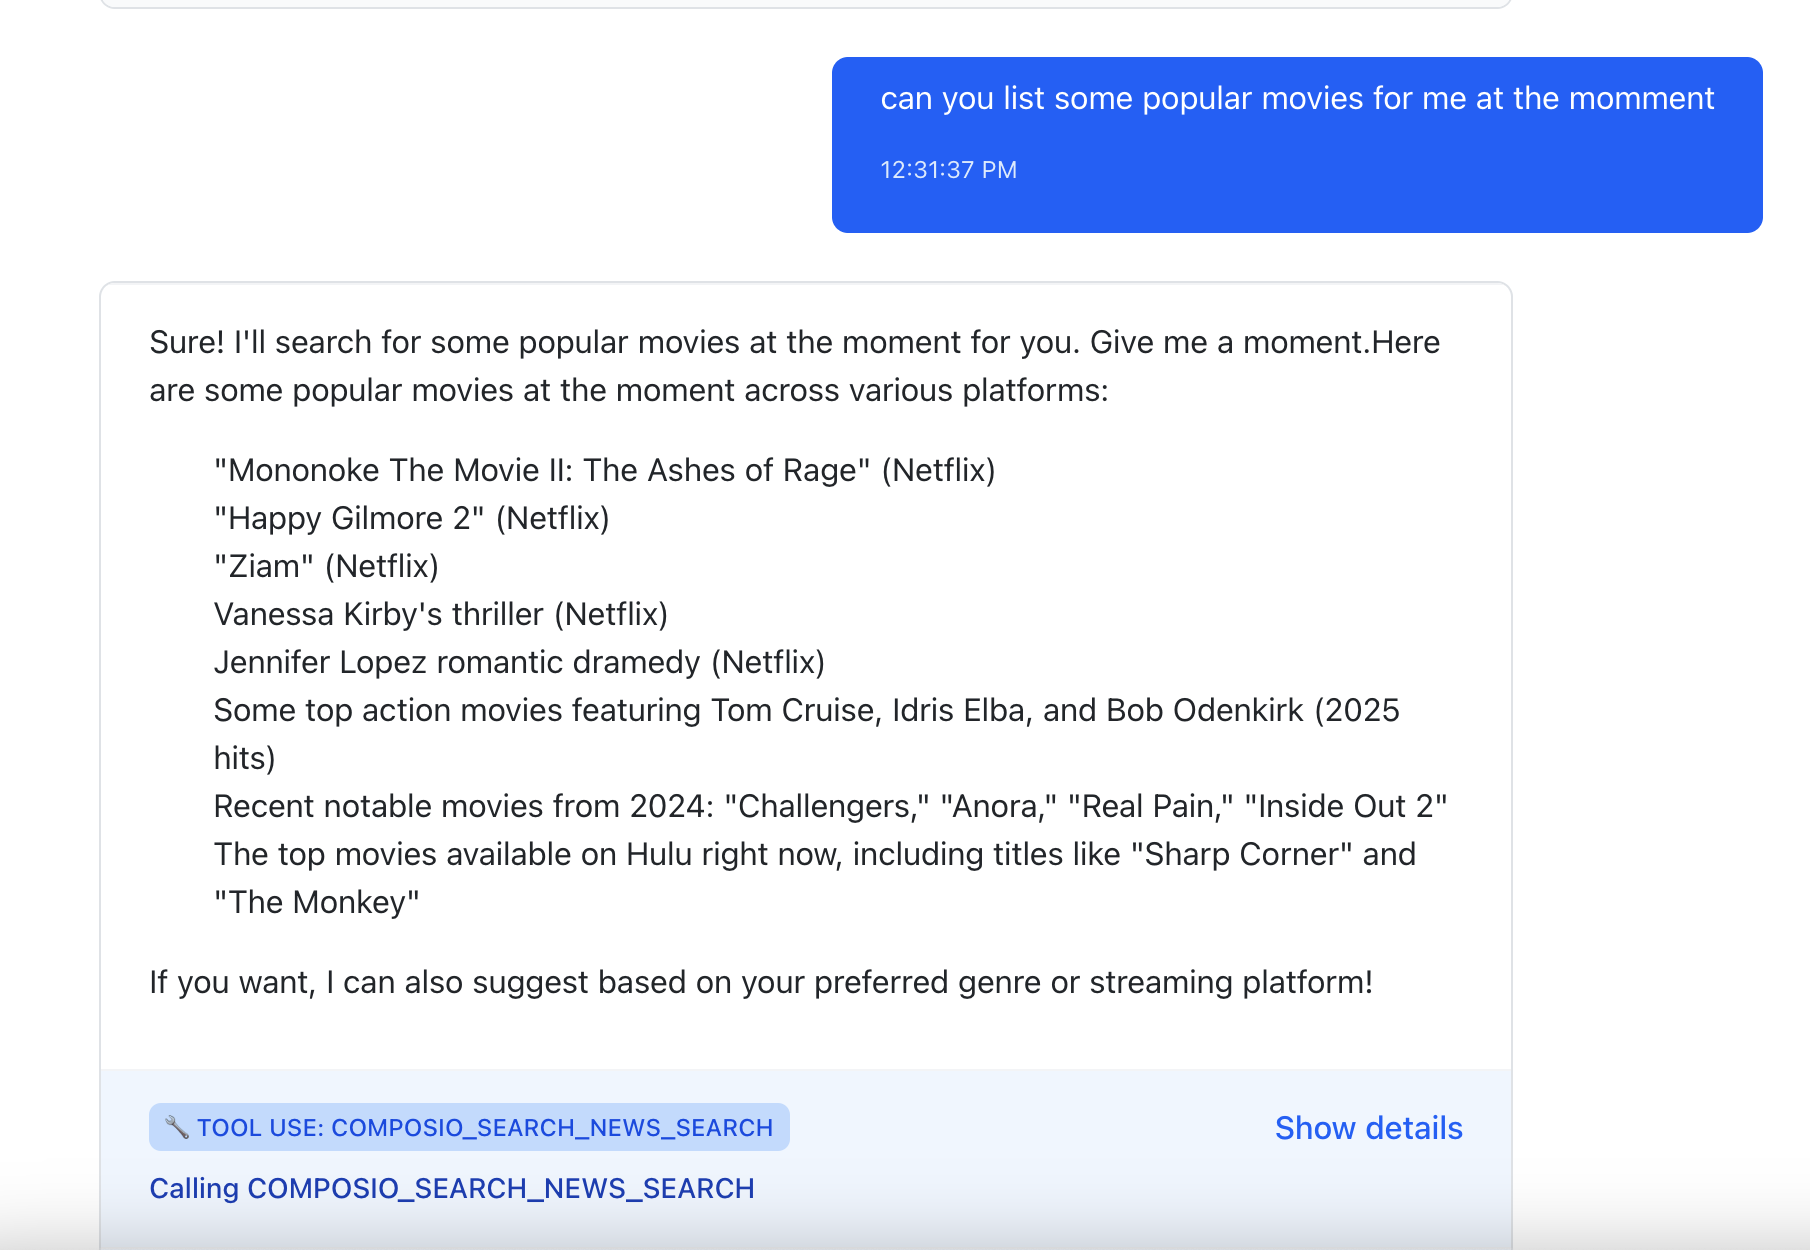 can you list some popular movies for me at the momment
12:31:37 PM
Sure! I'll search for some popular movies at the moment for you. Give me a moment.Here
are some popular movies at the moment across various platforms:
"Mononoke The Movie II: The Ashes of Rage" (Netflix)
"Happy Gilmore 2" (Netflix)
"Ziam" (Netflix)
Vanessa Kirby's thriller (Netflix)
Jennifer Lopez romantic dramedy (Netflix)
Some top action movies featuring Tom Cruise, Idris Elba, and Bob Odenkirk (2025
hits)
Recent notable movies from 2024: "Challengers," "Anora," "Real Pain," "Inside Out 2"
The top movies available on Hulu right now, including titles like "Sharp Corner" and
"The Monkey"
If you want, I can also suggest based on your preferred genre or streaming platform!
🔧 TOOL USE: COMPOSIO_SEARCH_NEWS_SEARCH
Show details
Calling COMPOSIO_SEARCH_NEWS_SEARCH